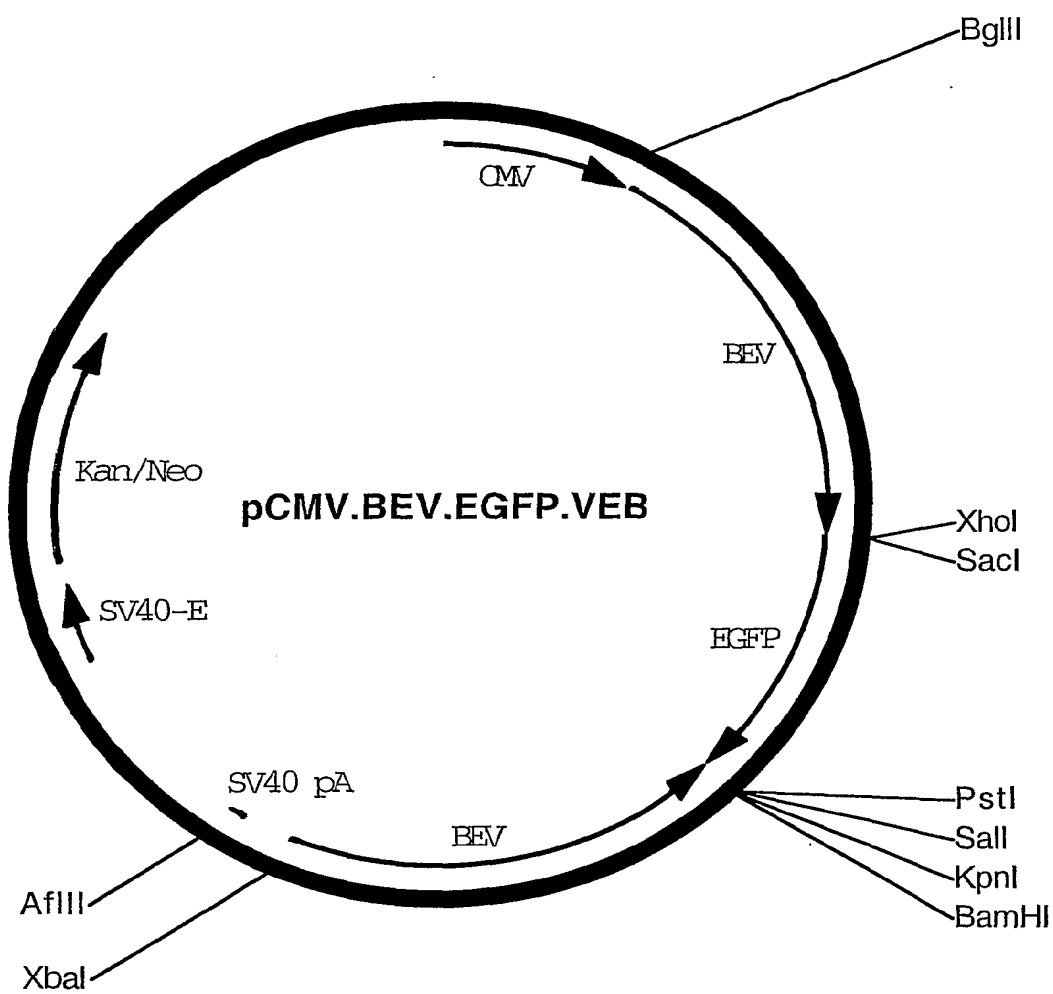 BglII
CMV
BEV
Kan/Neo
pCMV.BEV.EGFP.VEB
XhoI
SacI
SV40-E
EGFP
SV40 pA
PstI
SalI
BEV
KpnI
AflII
BamHI
XbaI